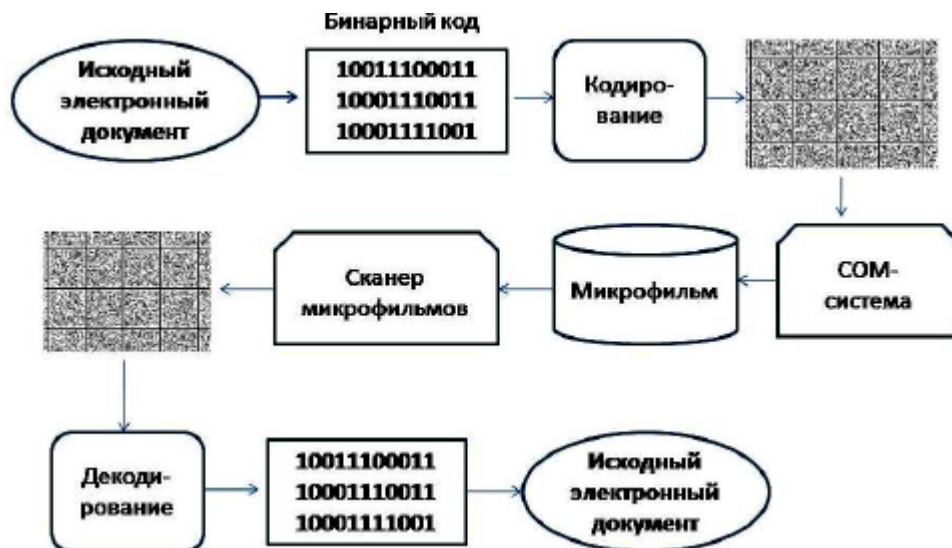 Бинарный код
Исходный
электронный
документ
10011100011
10001110011
10001111001
Кодиро-
вание
Сканер
микрофильмов
Микрофильм
COM-
система
Декоди-
рование
10011100011
10001110011
10001111001
Исходный
электронный
документ